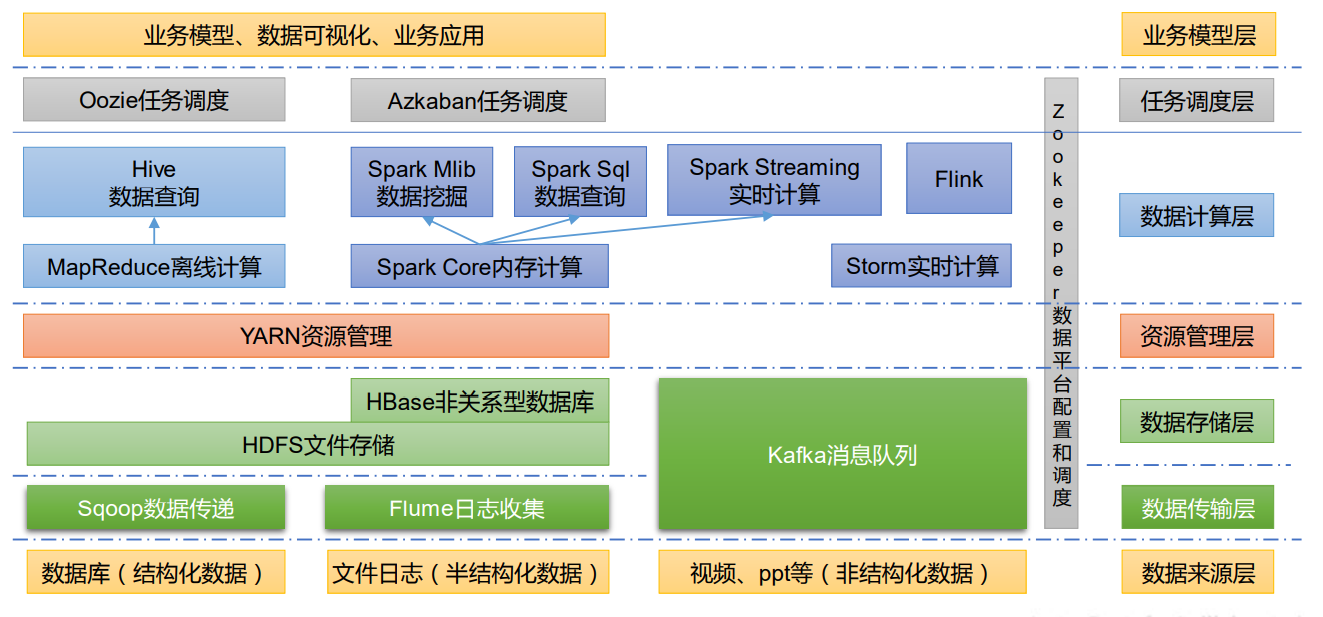 业务模型、数据可视化、业务应用
业务模型层
Oozie任务调度
Azkaban任务调度
任务调度层
Hive
数据查询
Spark Mlib
数据挖掘
Spark Sql
数据查询
Spark Streaming
实时计算
Flink
数据计算层
MapReduce离线计算
Spark Core内存计算
Storm实时计算
Zookeeper数据平台配置和调度
YARN资源管理
资源管理层
HBase非关系型数据库
HDFS文件存储
Kafka消息队列
数据存储层
Sqoop数据传递
Flume日志收集
数据传输层
数据库（结构化数据）
文件日志（半结构化数据）
视频、ppt等（非结构化数据）
数据来源层